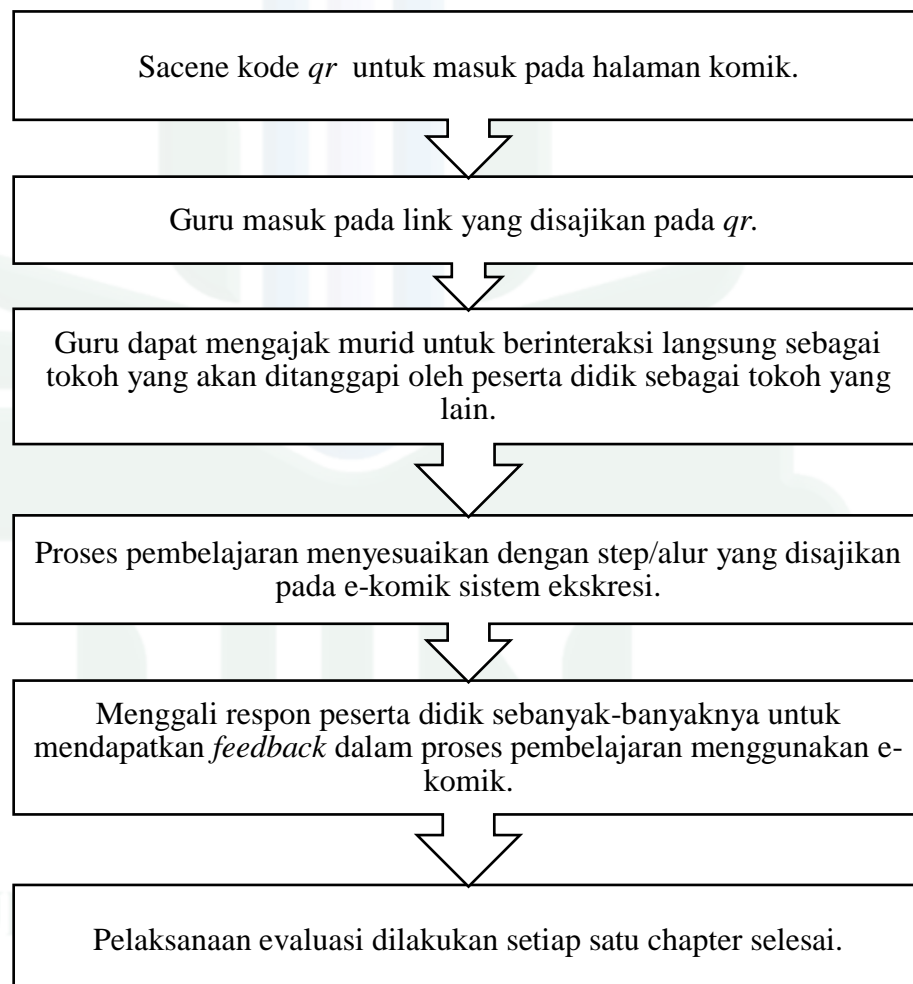 Sacene kode qr  untuk masuk pada halaman komik.
Guru masuk pada link yang disajikan pada qr.
Guru dapat mengajak murid untuk berinteraksi langsung sebagai
tokoh yang akan ditanggapi oleh peserta didik sebagai tokoh yang
lain.
Proses pembelajaran menyesuaikan dengan step/alur yang disajikan
pada e-komik sistem ekskresi.
Menggali respon peserta didik sebanyak-banyaknya untuk
mendapatkan feedback dalam proses pembelajaran menggunakan e-
komik.
Pelaksanaan evaluasi dilakukan setiap satu chapter selesai.